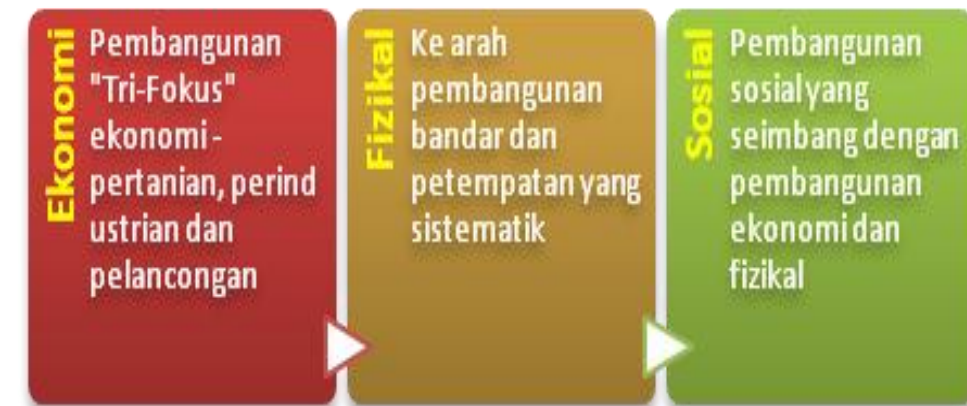 Ekonomi
Pembangunan
"Tri-Fokus"
ekonomi -
pertanian, perind
ustrian dan
pelancongan
Fizikal
Ke arah
pembangunan
bandar dan
petempatan yang
sistematik
Sosial
Pembangunan
sosial yang
seimbang dengan
pembangunan
ekonomi dan
fizikal